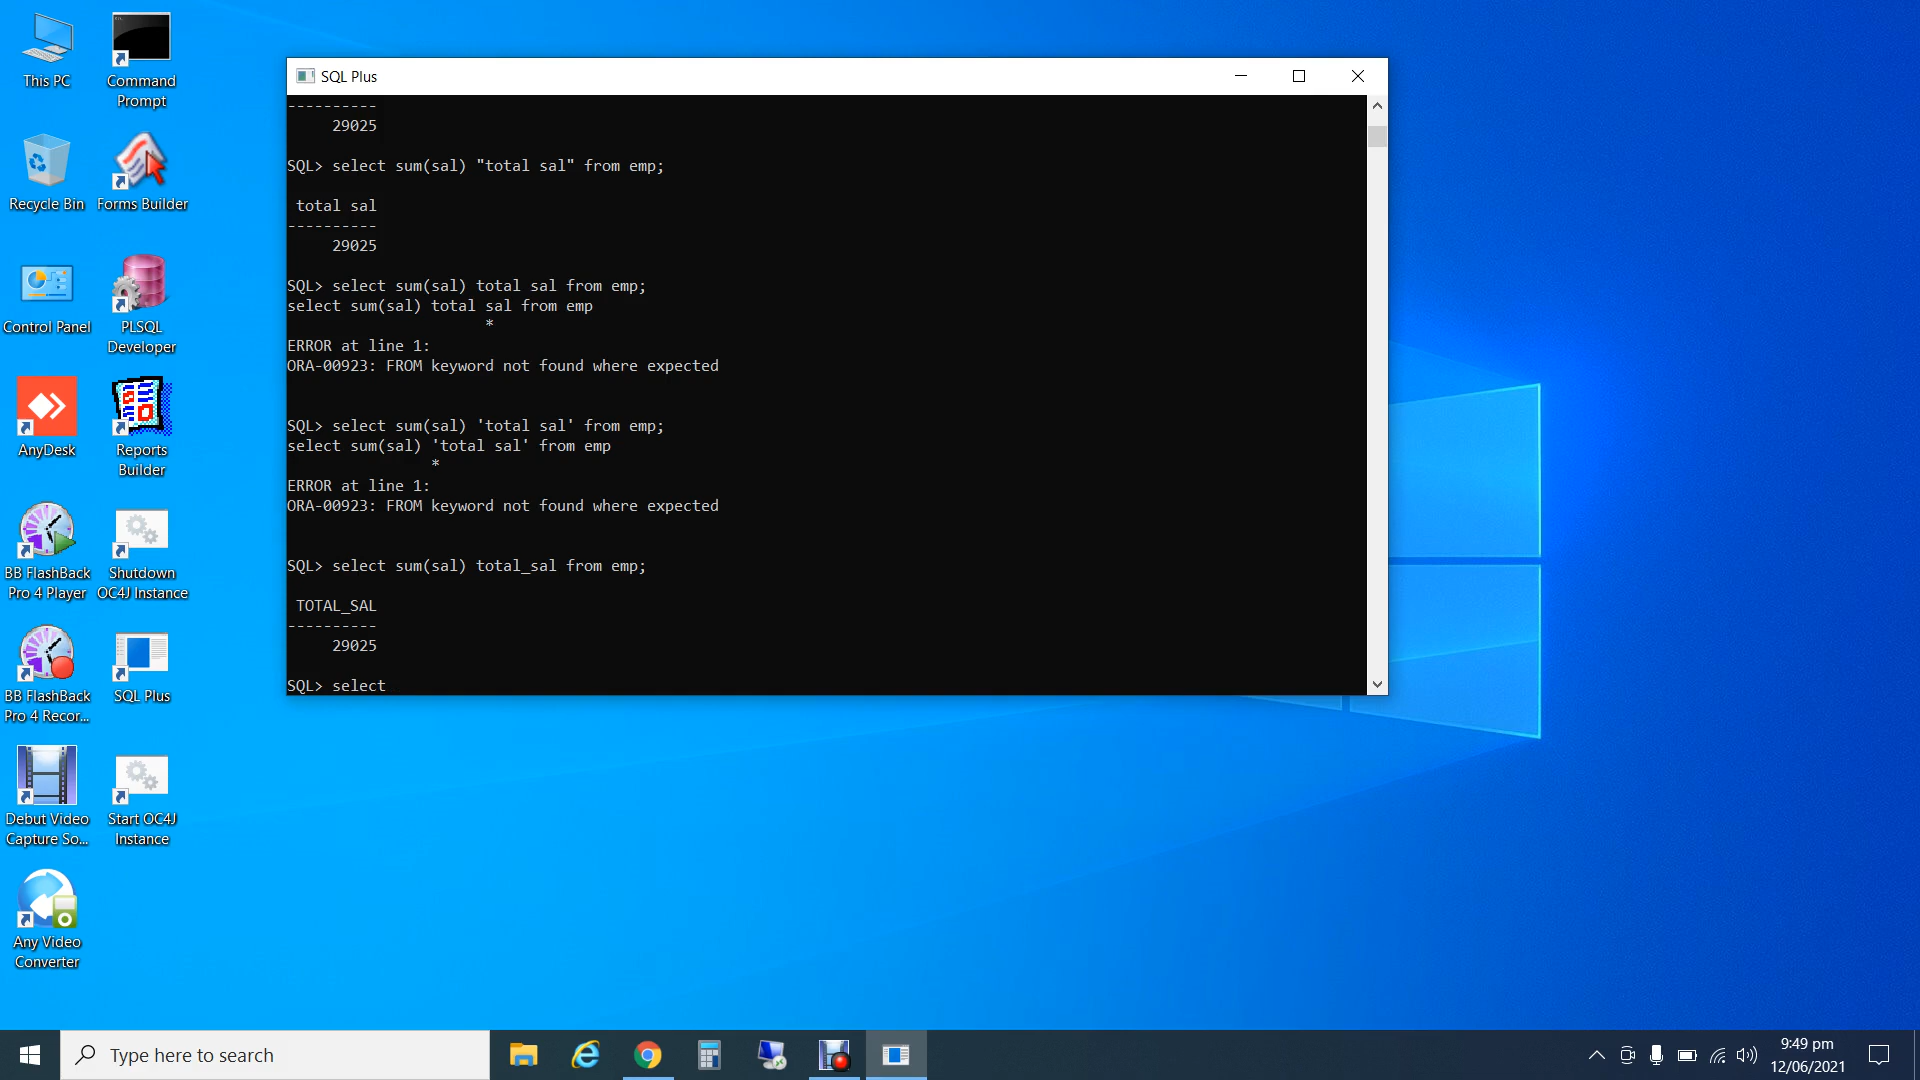 This PC
Command
Prompt
Recycle Bin
Forms Builder
Control Panel
PLSQL
Developer
AnyDesk
Reports
Builder
BB FlashBack
Pro 4 Player
Shutdown
OC4J Instance
BB FlashBack
Pro 4 Recor...
SQL Plus
Debut Video
Capture So...
Start OC4J
Instance
Any Video
Converter
SQL Plus
----------
29025
SQL> select sum(sal) "total sal" from emp;
total sal
----------
29025
SQL> select sum(sal) total sal from emp;
select sum(sal) total sal from emp
*
ERROR at line 1:
ORA-00923: FROM keyword not found where expected
SQL> select sum(sal) 'total sal' from emp;
select sum(sal) 'total sal' from emp
*
ERROR at line 1:
ORA-00923: FROM keyword not found where expected
SQL> select sum(sal) total_sal from emp;
TOTAL_SAL
----------
29025
SQL> select
Type here to search
9:49 pm
12/06/2021